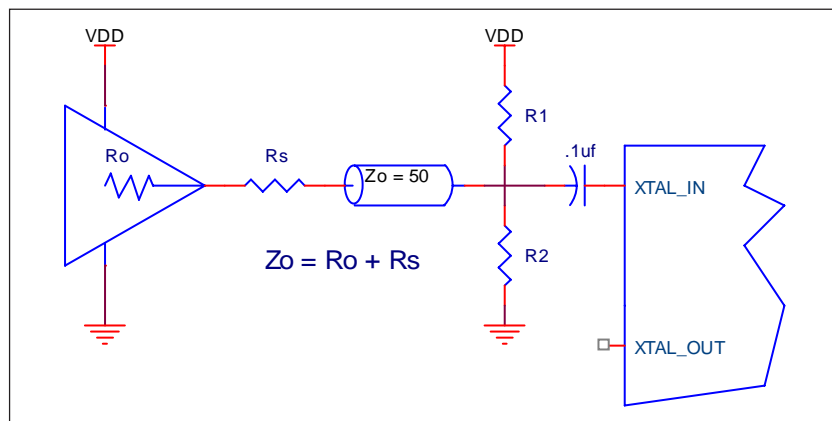 VDD
VDD
R1
.1uf
Ro
Rs
Zo = 50
XTAL_IN
Zo = Ro + Rs
R2
XTAL_OUT